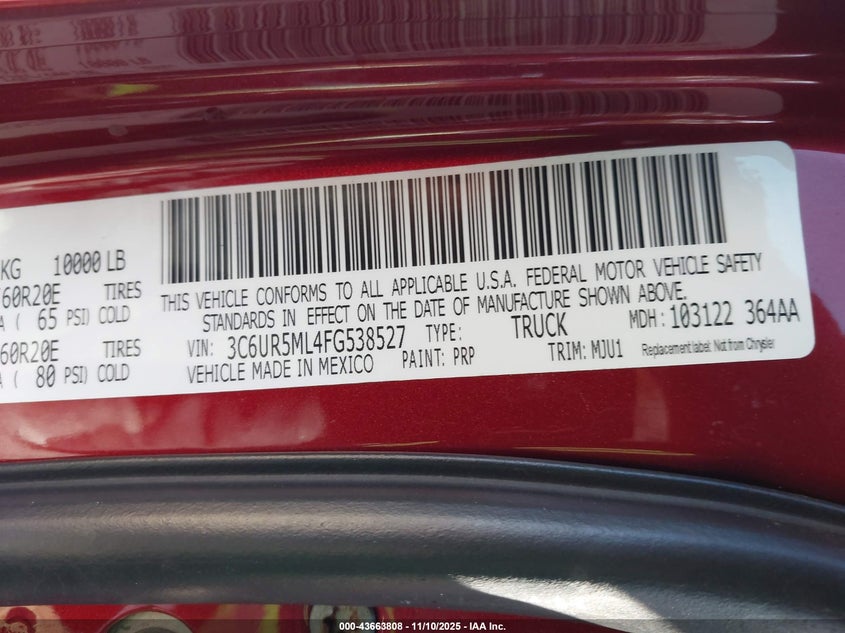 KG 10000 LB
60R20E TIRES
A ( 65 PSI) COLD
60R20E TIRES
A ( 80 PSI) COLD
THIS VEHICLE CONFORMS TO ALL APPLICABLE U.S.A. FEDERAL MOTOR VEHICLE SAFETY
STANDARDS IN EFFECT ON THE DATE OF MANUFACTURE SHOWN ABOVE.
VIN: 3C6UR5ML4FG538527 TYPE: TRUCK MDH: 103122 364AA
VEHICLE MADE IN MEXICO PAINT: PRP TRIM: MJU1 Replacement label: Not Mfr by Chrysler
000-43663808 — 11/10/2025 — IAA Inc.